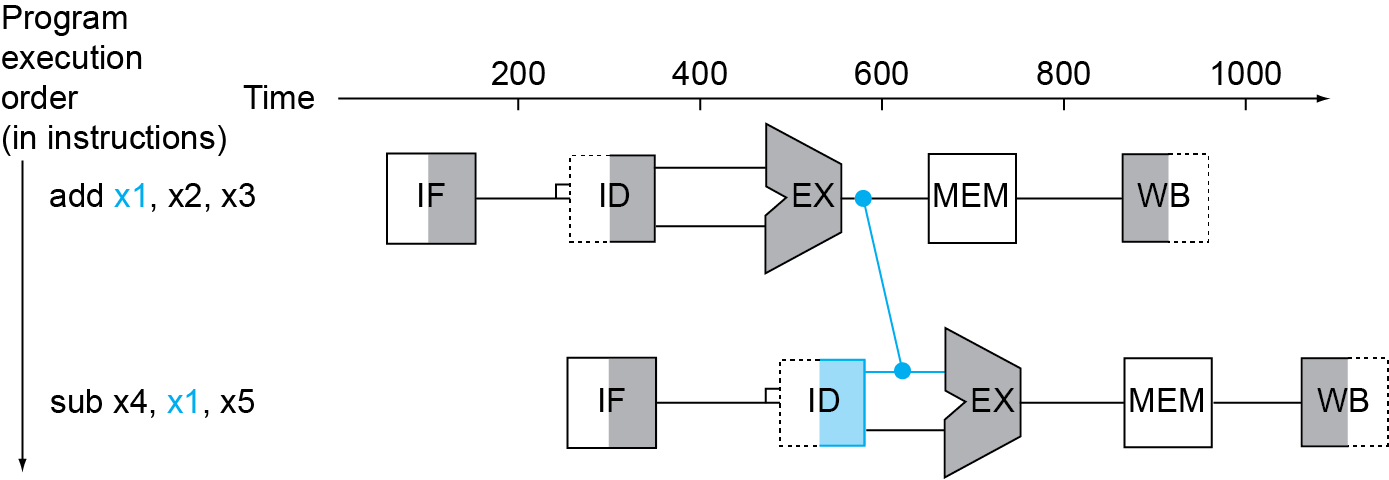 Program
execution
order
(in instructions)
Time
200 400 600 800 1000
add x1, x2, x3
IF ID EX MEM WB
sub x4, x1, x5
IF ID EX MEM WB